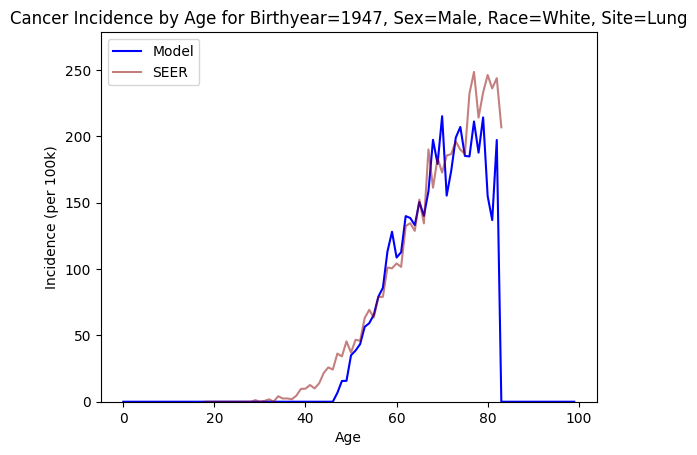 Cancer Incidence by Age for Birthyear=1947, Sex=Male, Race=White, Site=Lung
Model
SEER
250
200
150
100
50
0
Incidence (per 100k)
0 20 40 60 80 100
Age